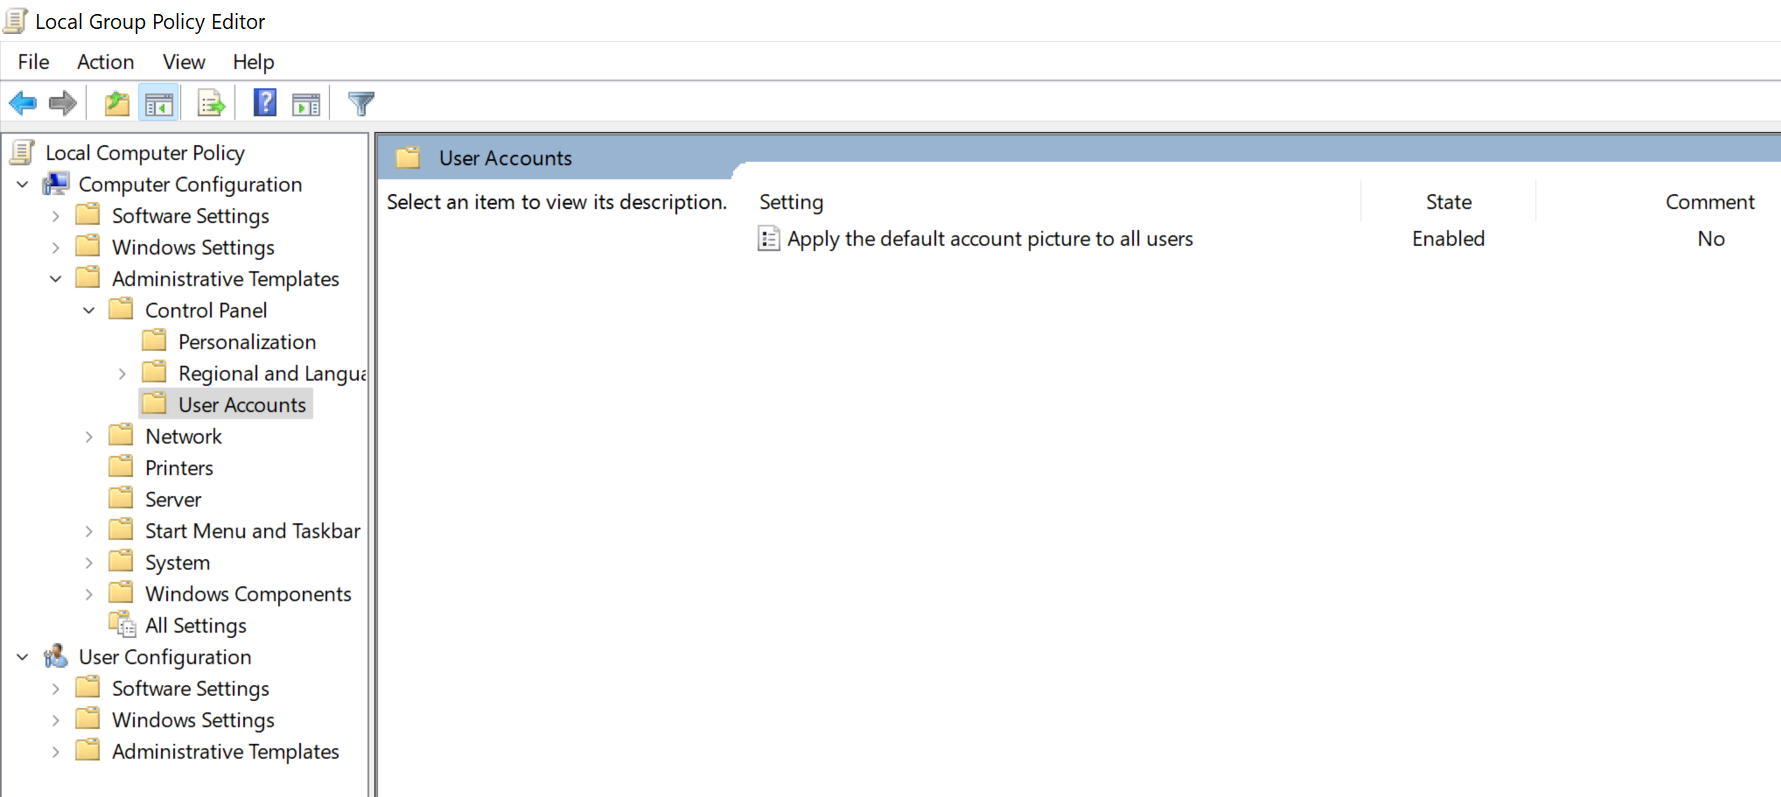 Local Group Policy Editor
File Action View Help
Local Computer Policy
Computer Configuration
Software Settings
Windows Settings
Administrative Templates
Control Panel
Personalization
Regional and Langua
User Accounts
Network
Printers
Server
Start Menu and Taskbar
System
Windows Components
All Settings
User Configuration
Software Settings
Windows Settings
Administrative Templates
User Accounts
Select an item to view its description.
Setting State Comment
Apply the default account picture to all users Enabled No